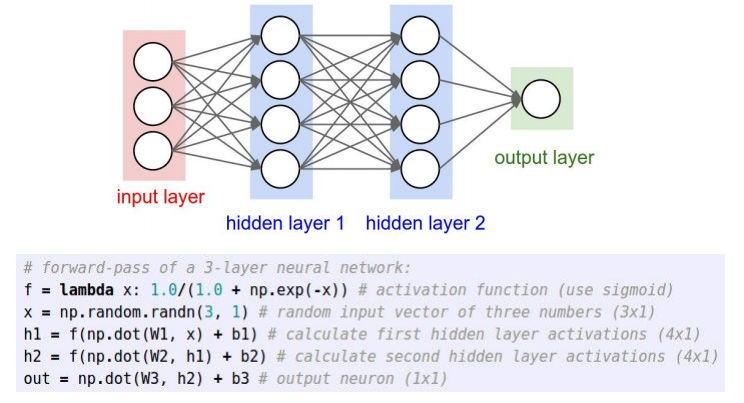 input layer
hidden layer 1
hidden layer 2
output layer
# forward-pass of a 3-layer neural network:
f = lambda x: 1.0/(1.0 + np.exp(-x)) # activation function (use sigmoid)
x = np.random.randn(3, 1) # random input vector of three numbers (3x1)
h1 = f(np.dot(W1, x) + b1) # calculate first hidden layer activations (4x1)
h2 = f(np.dot(W2, h1) + b2) # calculate second hidden layer activations (4x1)
out = np.dot(W3, h2) + b3 # output neuron (1x1)